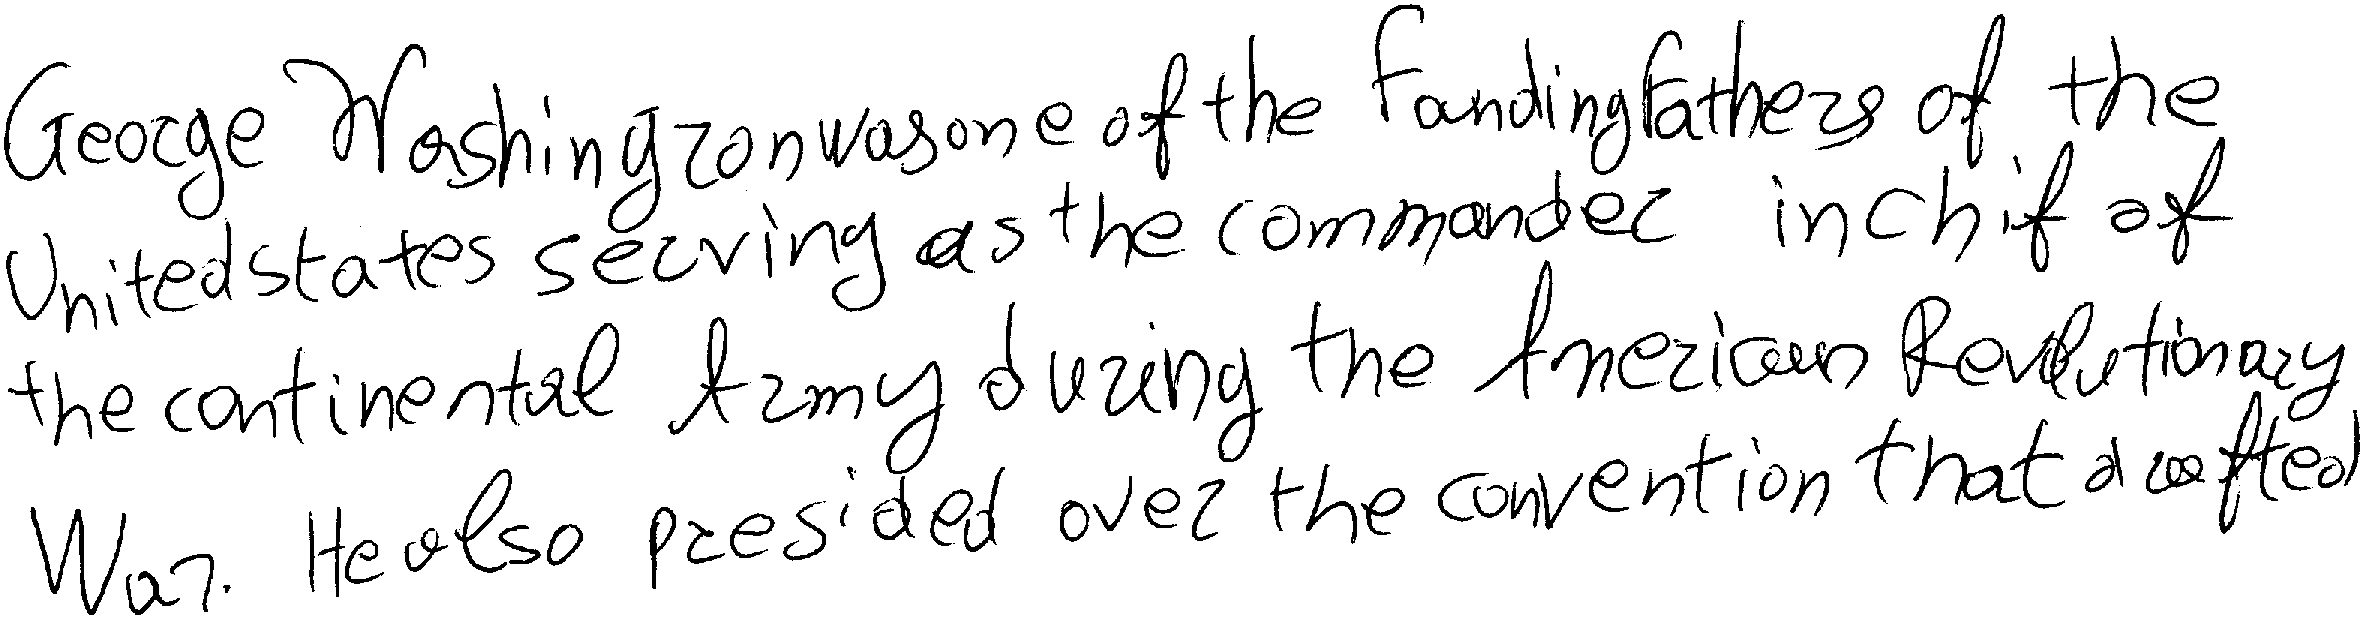 George Washington was one of the Fanding Fathers of the
United states serving as the commander in chif of
the continental Army during the American Revolutionary
War. He also presided over the convention that drafted